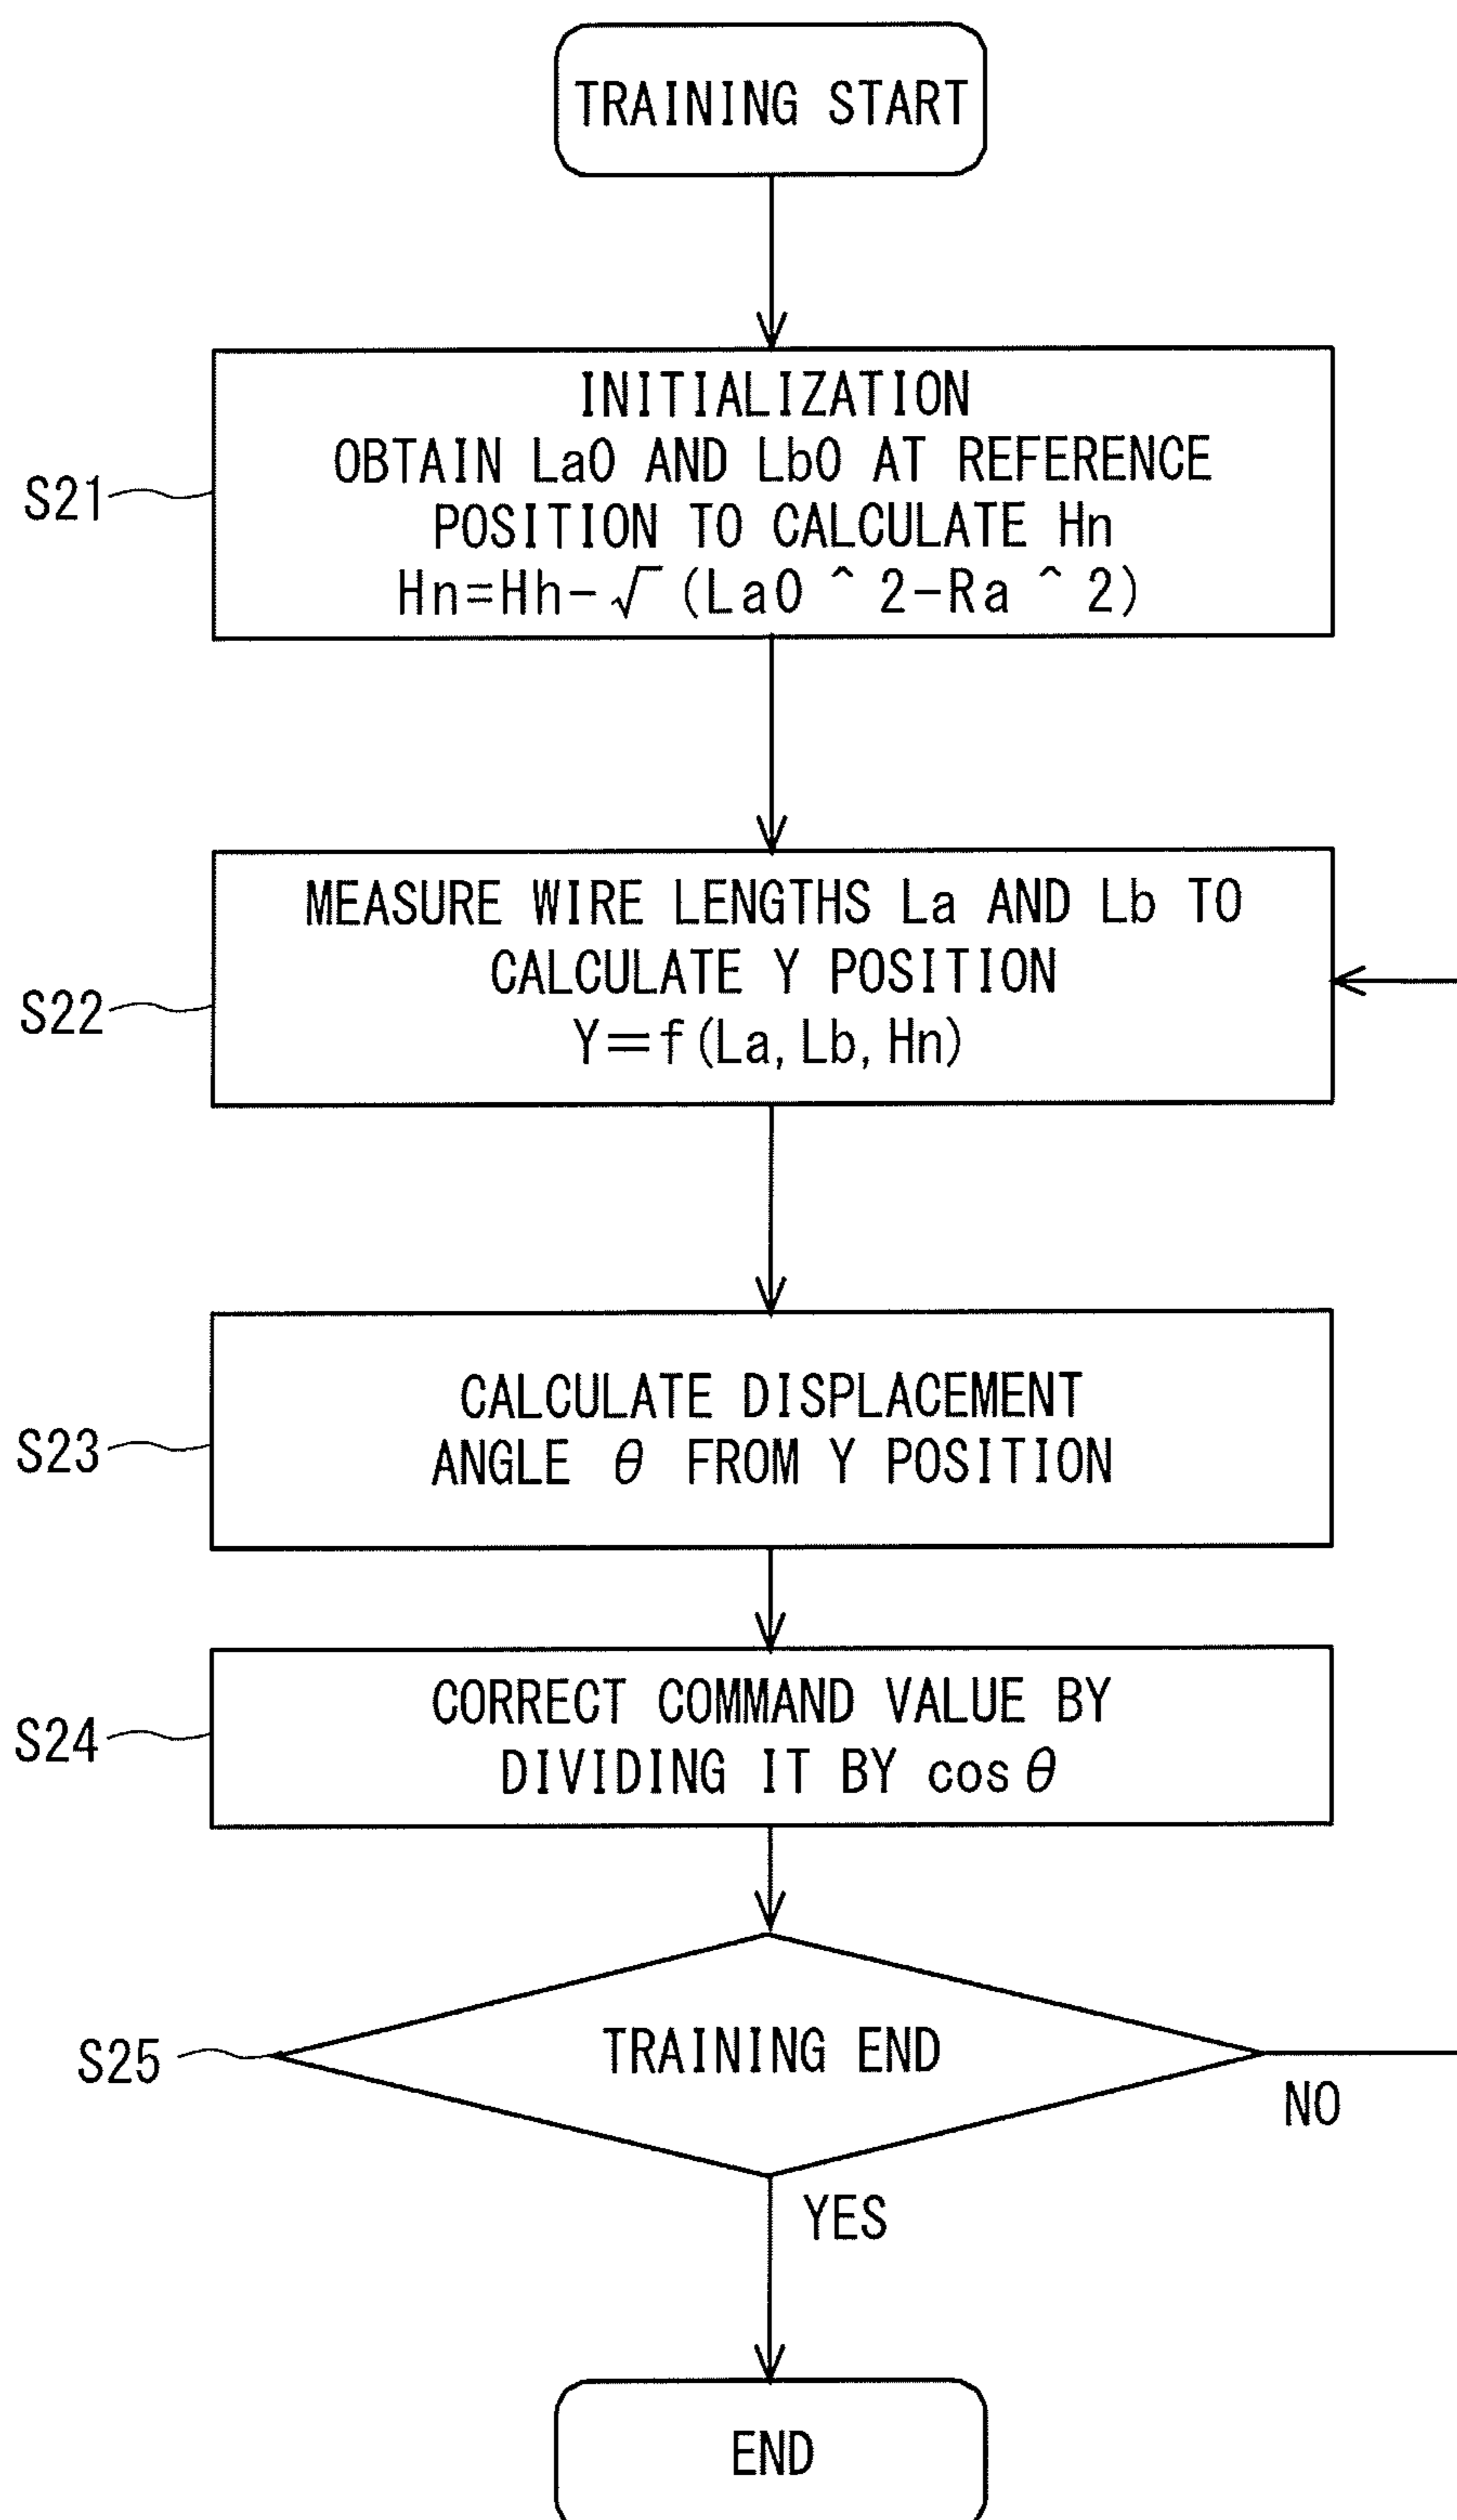 TRAINING START
INITIALIZATION
OBTAIN La0 AND Lb0 AT REFERENCE
POSITION TO CALCULATE Hn
Hn=Hh-√(La0^2-Ra^2)
S21
MEASURE WIRE LENGTHS La AND Lb TO
CALCULATE Y POSITION
Y=f(La, Lb, Hn)
S22
CALCULATE DISPLACEMENT
ANGLE θ FROM Y POSITION
S23
CORRECT COMMAND VALUE BY
DIVIDING IT BY cosθ
S24
TRAINING END
S25
NO
YES
END